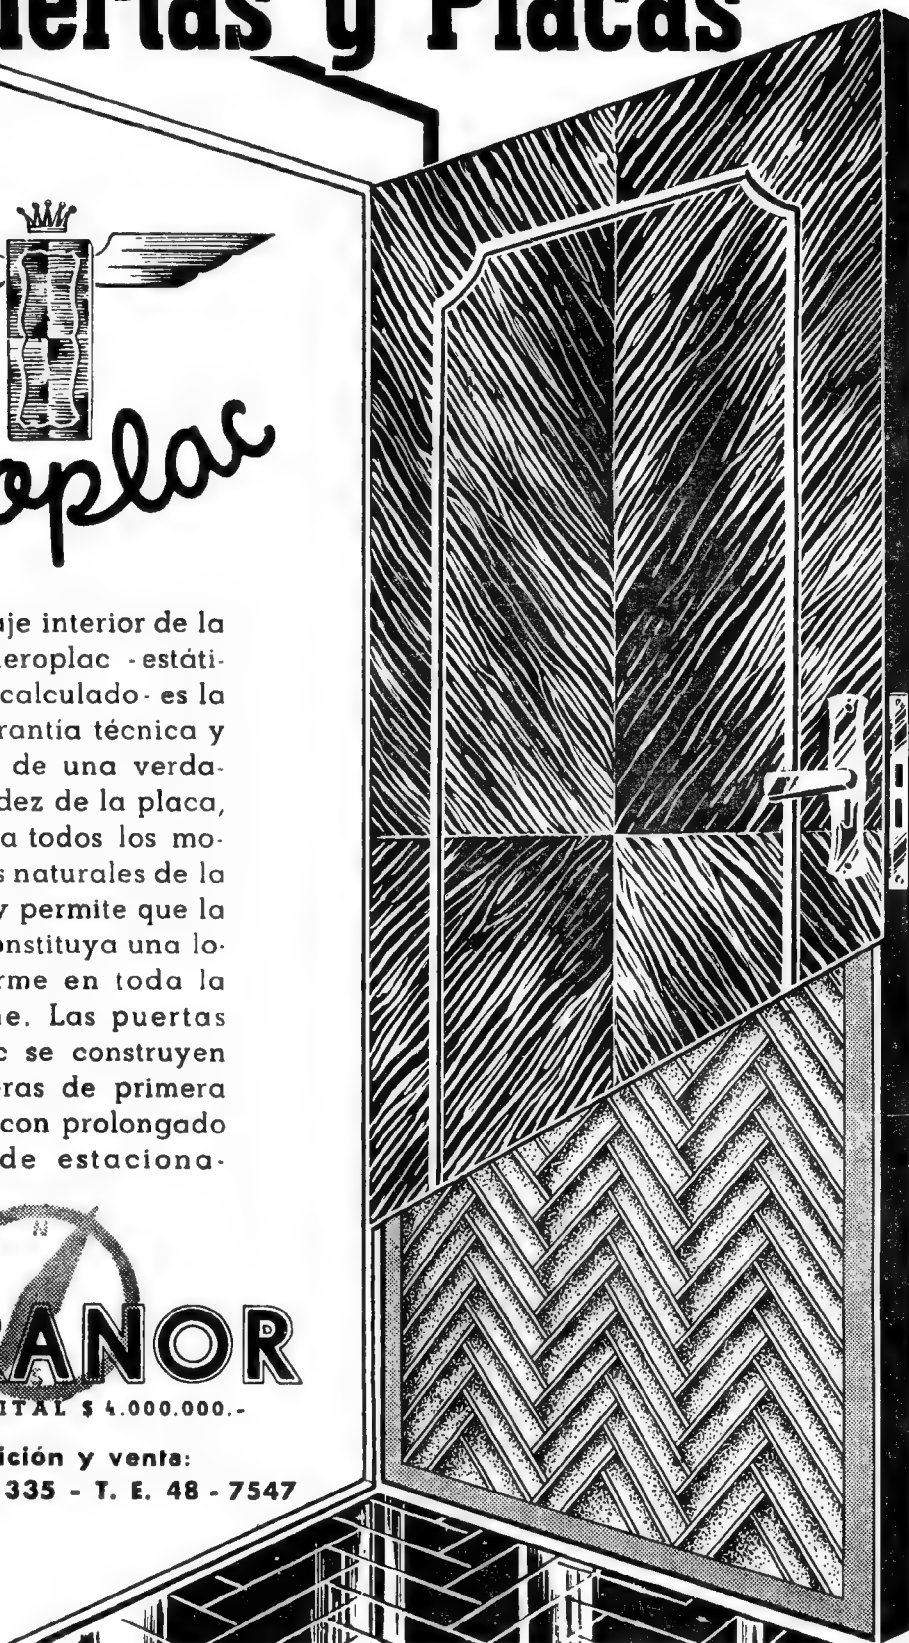 uertas y Placas
oplac
aje interior de la
eroplac - estáti-
calculado - es la
rantía técnica y
de una verda-
dez de la placa,
a todos los mo-
s naturales de la
y permite que la
onstituya una lo-
rme en toda la
e. Las puertas
c se construyen
ras de primera
con prolongado
de estaciona-
N
ANOR
ITAL $ 4.000.000.-
ición y venta:
335 - T. E. 48 - 7547